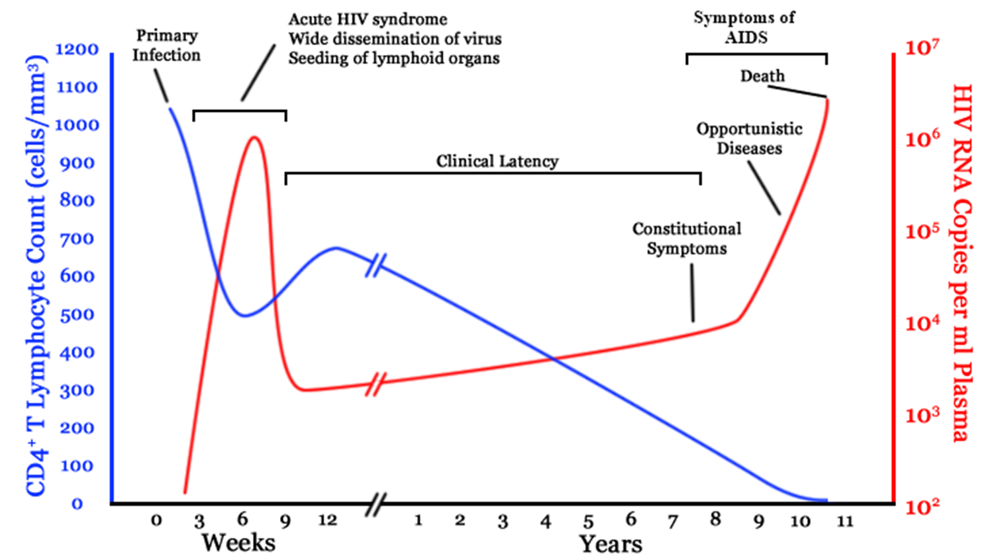 Primary
Infection
Acute HIV syndrome
Wide dissemination of virus
Seeding of lymphoid organs
Symptoms of
AIDS
Death
Opportunistic
Diseases
Clinical Latency
Constitutional
Symptoms
CD4⁺ T Lymphocyte Count (cells/mm³)
1200
1100
1000
900
800
700
600
500
400
300
200
100
0
HIV RNA Copies per ml Plasma
10⁷
10⁶
10⁵
10⁴
10³
10²
0 3 6 9 12 1 2 3 4 5 6 7 8 9 10 11
Weeks Years